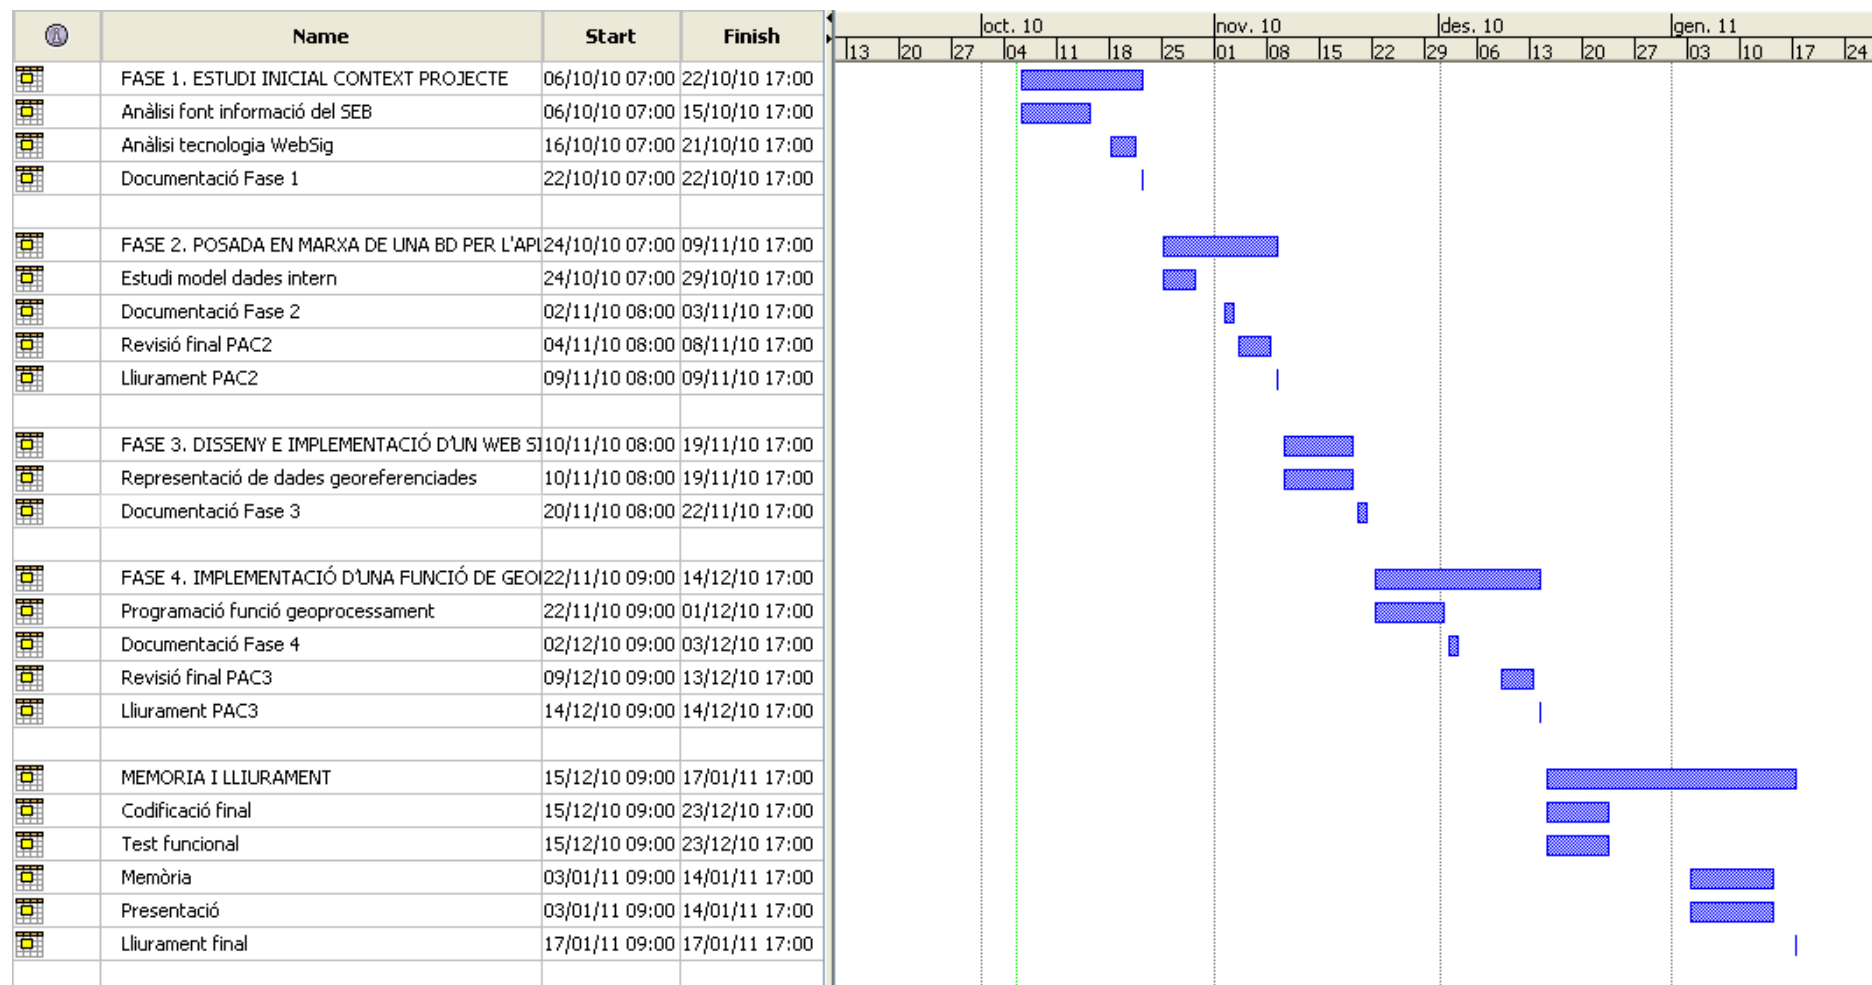 Name Start Finish
oct. 10 nov. 10 des. 10 gen. 11
13 20 27 04 11 18 25 01 08 15 22 29 06 13 20 27 03 10 17 24
FASE 1. ESTUDI INICIAL CONTEXT PROJECTE 06/10/10 07:00 22/10/10 17:00
Anàlisi font informació del SEB 06/10/10 07:00 15/10/10 17:00
Anàlisi tecnologia WebSig 16/10/10 07:00 21/10/10 17:00
Documentació Fase 1 22/10/10 07:00 22/10/10 17:00
FASE 2. POSADA EN MARXA DE UNA BD PER L'APL 24/10/10 07:00 09/11/10 17:00
Estudi model dades intern 24/10/10 07:00 29/10/10 17:00
Documentació Fase 2 02/11/10 08:00 03/11/10 17:00
Revisió final PAC2 04/11/10 08:00 08/11/10 17:00
Lliurament PAC2 09/11/10 08:00 09/11/10 17:00
FASE 3. DISSENY E IMPLEMENTACIÓ D'UN WEB SI 10/11/10 08:00 19/11/10 17:00
Representació de dades georeferenciades 10/11/10 08:00 19/11/10 17:00
Documentació Fase 3 20/11/10 08:00 22/11/10 17:00
FASE 4. IMPLEMENTACIÓ D'UNA FUNCIÓ DE GEO 22/11/10 09:00 14/12/10 17:00
Programació funció geoprocessament 22/11/10 09:00 01/12/10 17:00
Documentació Fase 4 02/12/10 09:00 03/12/10 17:00
Revisió final PAC3 09/12/10 09:00 13/12/10 17:00
Lliurament PAC3 14/12/10 09:00 14/12/10 17:00
MEMORIA I LLIURAMENT 15/12/10 09:00 17/01/11 17:00
Codificació final 15/12/10 09:00 23/12/10 17:00
Test funcional 15/12/10 09:00 23/12/10 17:00
Memòria 03/01/11 09:00 14/01/11 17:00
Presentació 03/01/11 09:00 14/01/11 17:00
Lliurament final 17/01/11 09:00 17/01/11 17:00